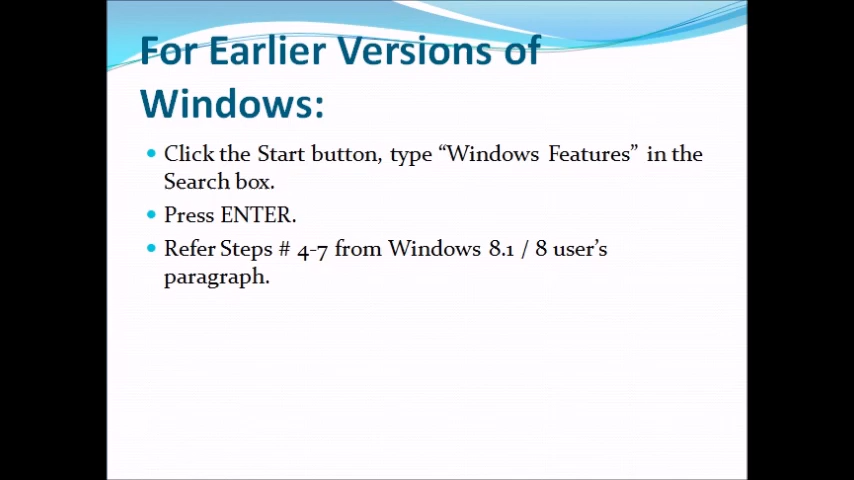 For Earlier Versions of
Windows:
Click the Start button, type “Windows Features” in the
Search box.
Press ENTER.
Refer Steps # 4-7 from Windows 8.1 / 8 user’s
paragraph.